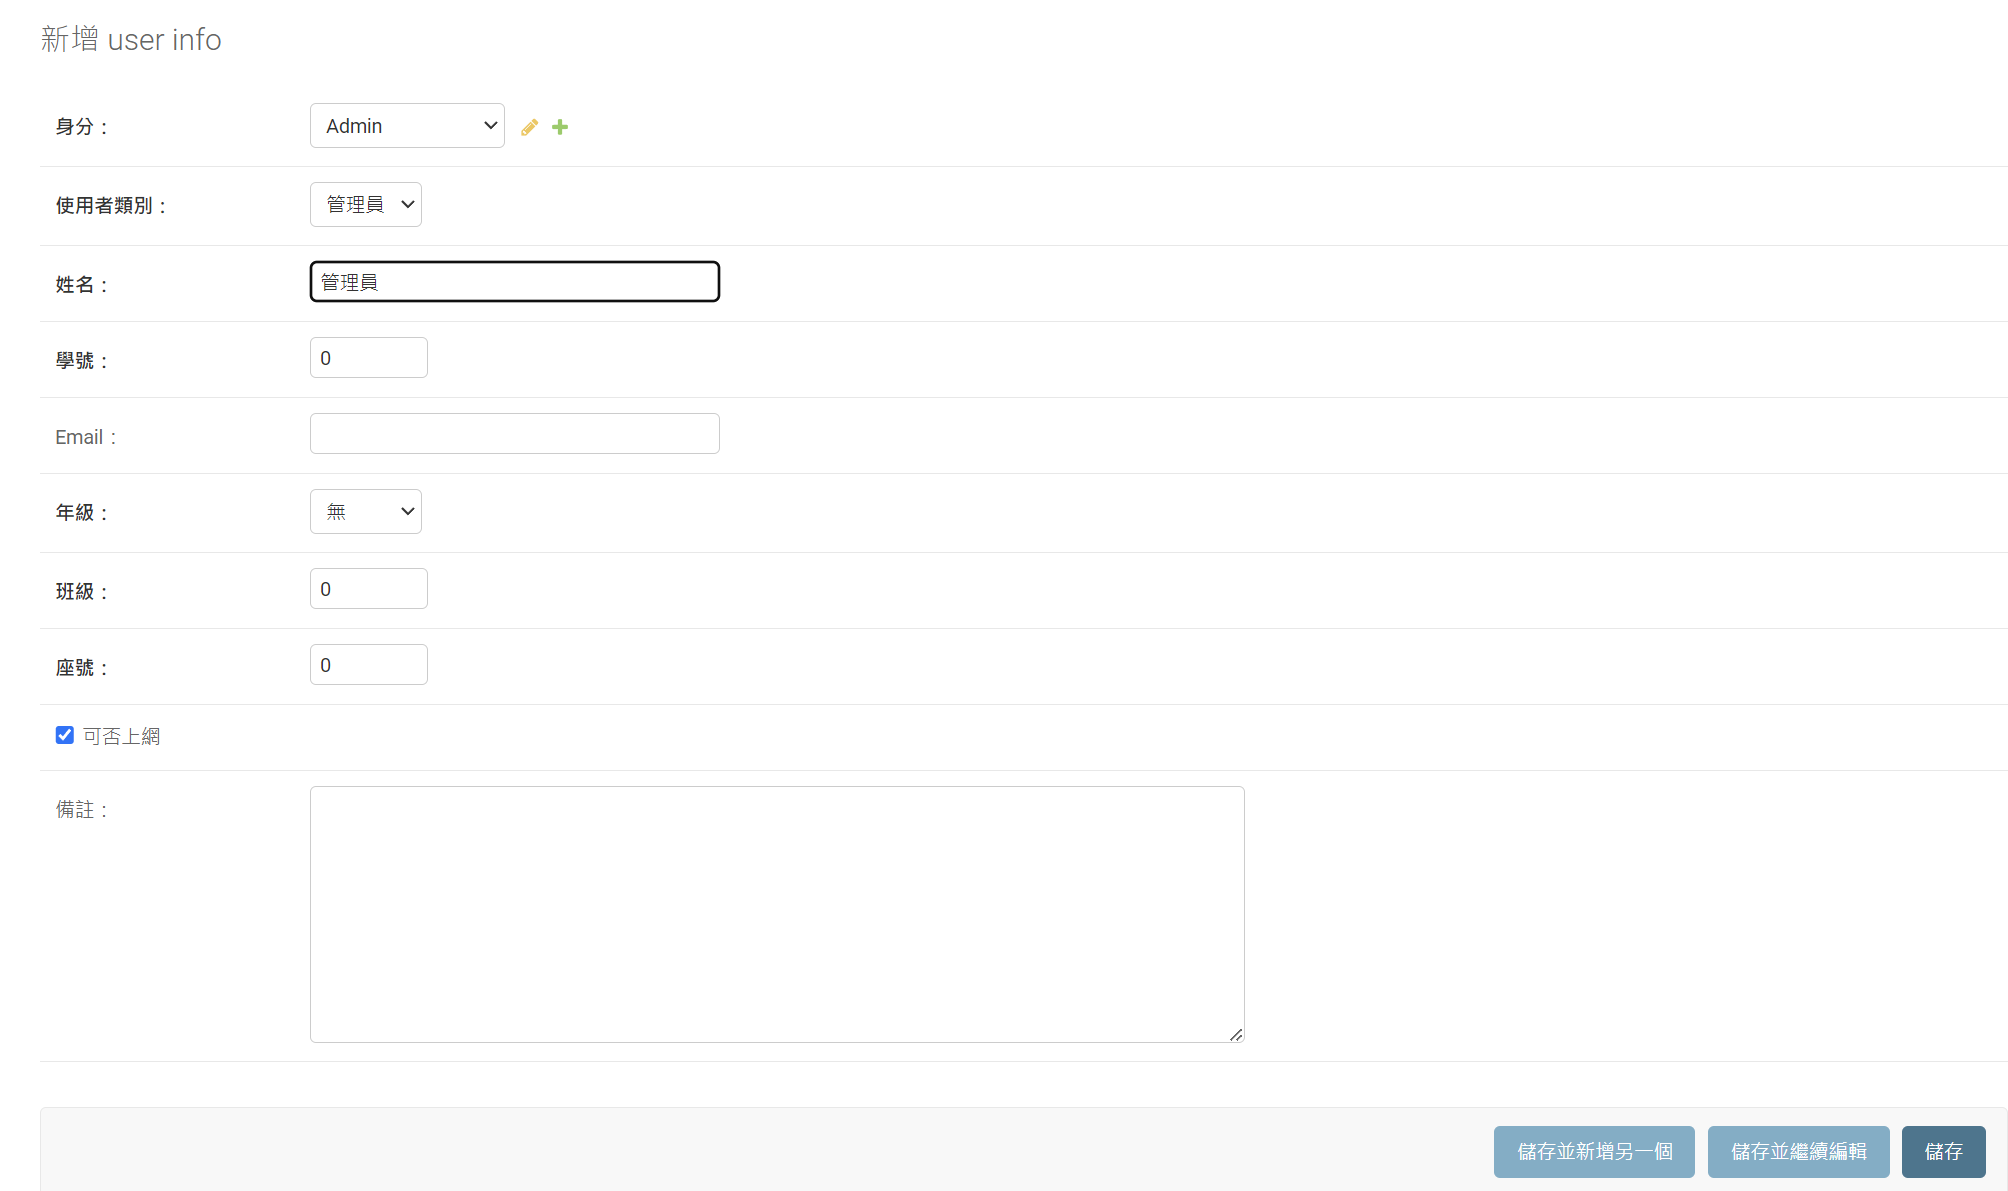 新增 user info
身分： Admin
使用者類別： 管理員
姓名： 管理員
學號： 0
Email：
年級： 無
班級： 0
座號： 0
可否上網
備註：
儲存並新增另一個 儲存並繼續編輯 儲存